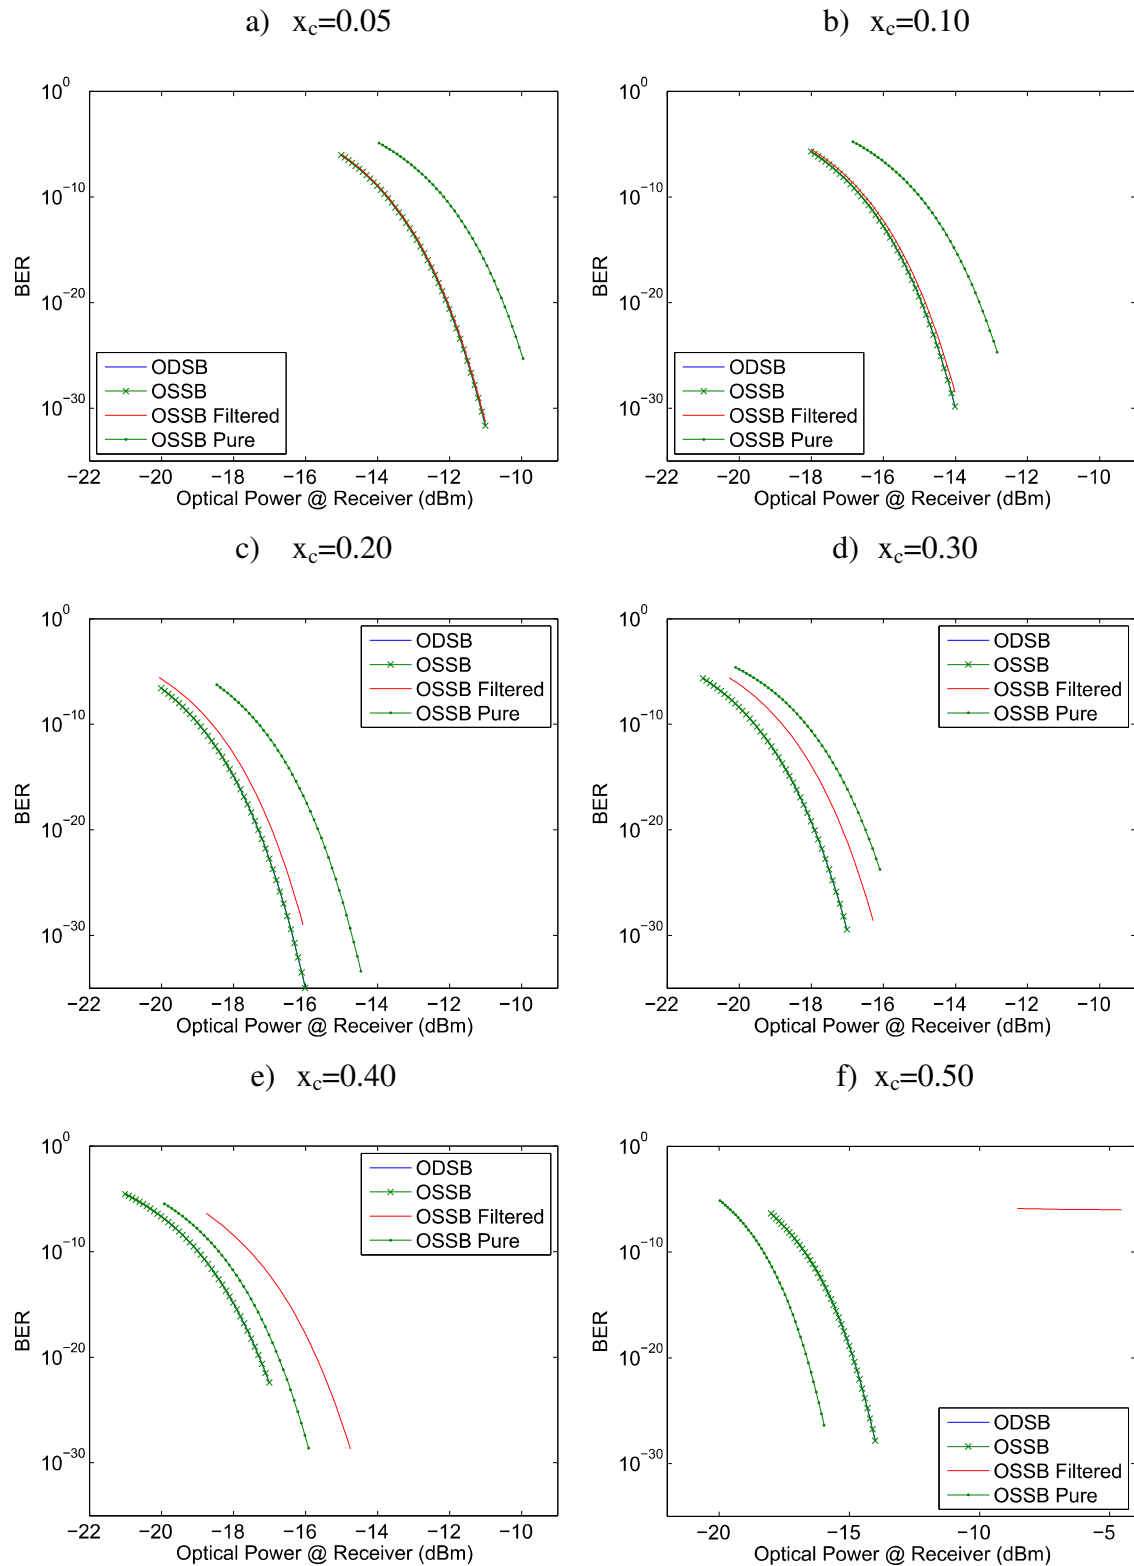 a) x_c=0.05
10^0
10^-10
10^-20
10^-30
BER
ODSB
OSSB
OSSB Filtered
OSSB Pure
−22 −20 −18 −16 −14 −12 −10
Optical Power @ Receiver (dBm)
b) x_c=0.10
10^0
10^-10
10^-20
10^-30
BER
ODSB
OSSB
OSSB Filtered
OSSB Pure
−22 −20 −18 −16 −14 −12 −10
Optical Power @ Receiver (dBm)
c) x_c=0.20
10^0
10^-10
10^-20
10^-30
BER
ODSB
OSSB
OSSB Filtered
OSSB Pure
−22 −20 −18 −16 −14 −12 −10
Optical Power @ Receiver (dBm)
d) x_c=0.30
10^0
10^-10
10^-20
10^-30
BER
ODSB
OSSB
OSSB Filtered
OSSB Pure
−22 −20 −18 −16 −14 −12 −10
Optical Power @ Receiver (dBm)
e) x_c=0.40
10^0
10^-10
10^-20
10^-30
BER
ODSB
OSSB
OSSB Filtered
OSSB Pure
−22 −20 −18 −16 −14 −12 −10
Optical Power @ Receiver (dBm)
f) x_c=0.50
10^0
10^-10
10^-20
10^-30
BER
ODSB
OSSB
OSSB Filtered
OSSB Pure
−20 −15 −10 −5
Optical Power @ Receiver (dBm)